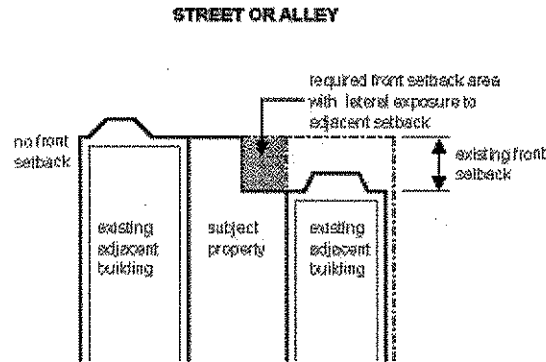 STREET OR ALLEY
required front setback area
with lateral exposure to
adjacent setback
no front
setback
existing front
setback
existing
adjacent
building
subject
property
existing
adjacent
building